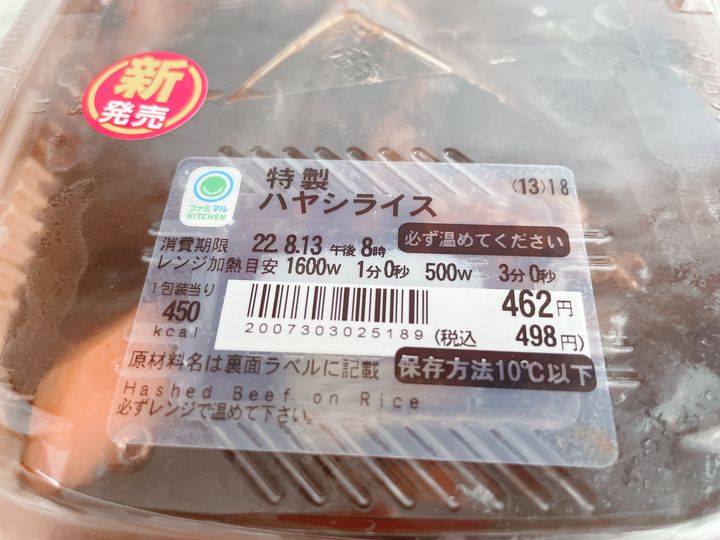 新
発売
ファミマル
KITCHEN
特製
ハヤシライス
(13)18
消費期限 22.8.13 午後8時
必ず温めてください
レンジ加熱目安 1600w 1分0秒 500w 3分0秒
1包装当り
450
kcal
2007303025189
462円
(税込 498円)
原材料名は裏面ラベルに記載
保存方法10℃以下
Hashed Beef on Rice
必ずレンジで温めて下さい。